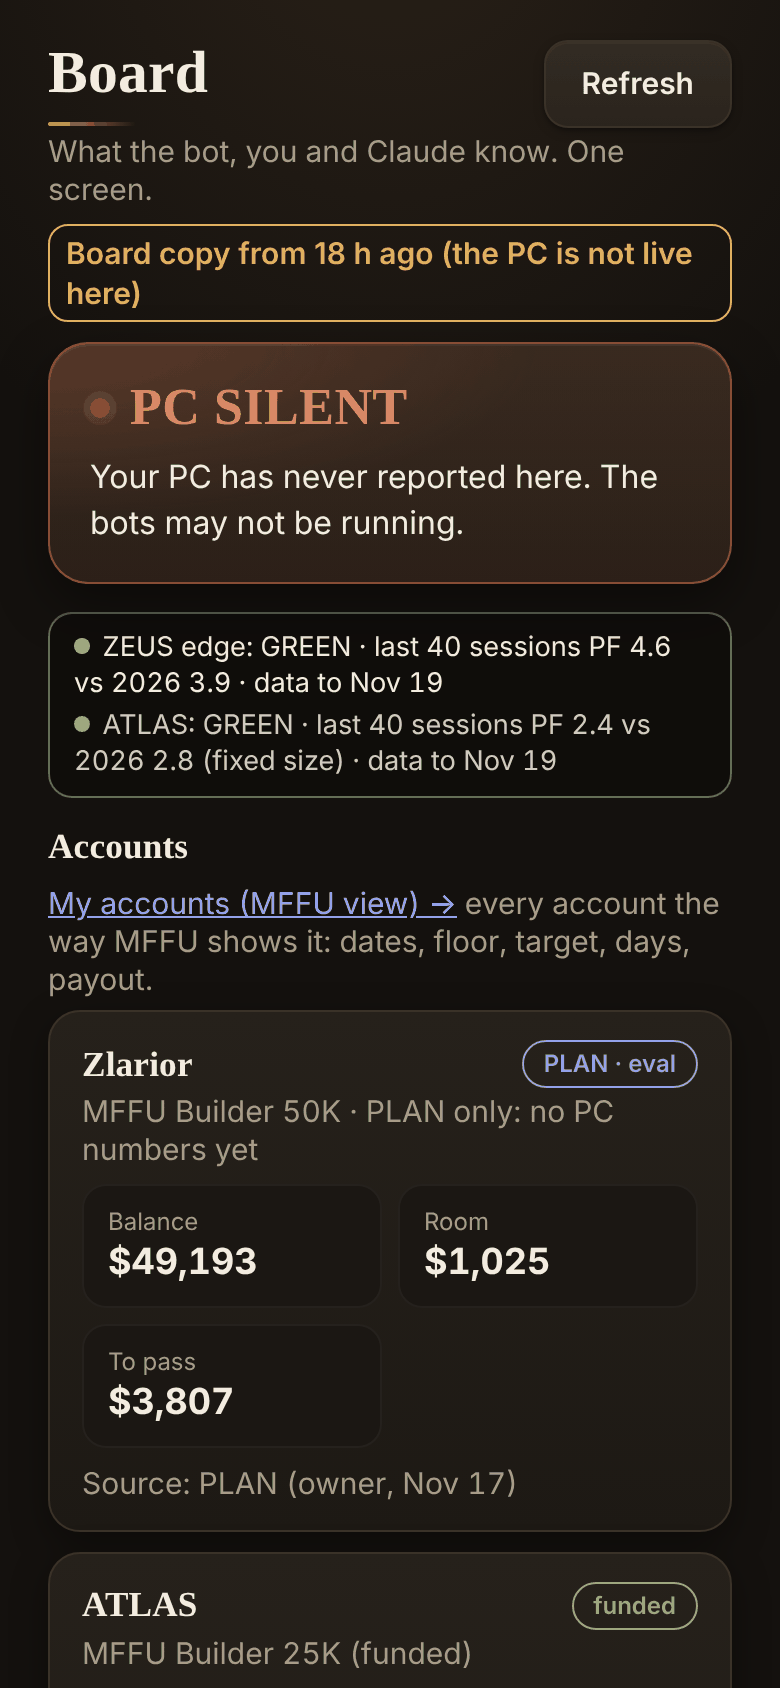 Board
Refresh
What the bot, you and Claude know. One
screen.
Board copy from 18 h ago (the PC is not live
here)
PC SILENT
Your PC has never reported here. The
bots may not be running.
ZEUS edge: GREEN · last 40 sessions PF 4.6
vs 2026 3.9 · data to Nov 19
ATLAS: GREEN · last 40 sessions PF 2.4 vs
2026 2.8 (fixed size) · data to Nov 19
Accounts
My accounts (MFFU view) → every account the
way MFFU shows it: dates, floor, target, days,
payout.
Zlarior
PLAN · eval
MFFU Builder 50K · PLAN only: no PC
numbers yet
Balance
$49,193
Room
$1,025
To pass
$3,807
Source: PLAN (owner, Nov 17)
ATLAS
funded
MFFU Builder 25K (funded)